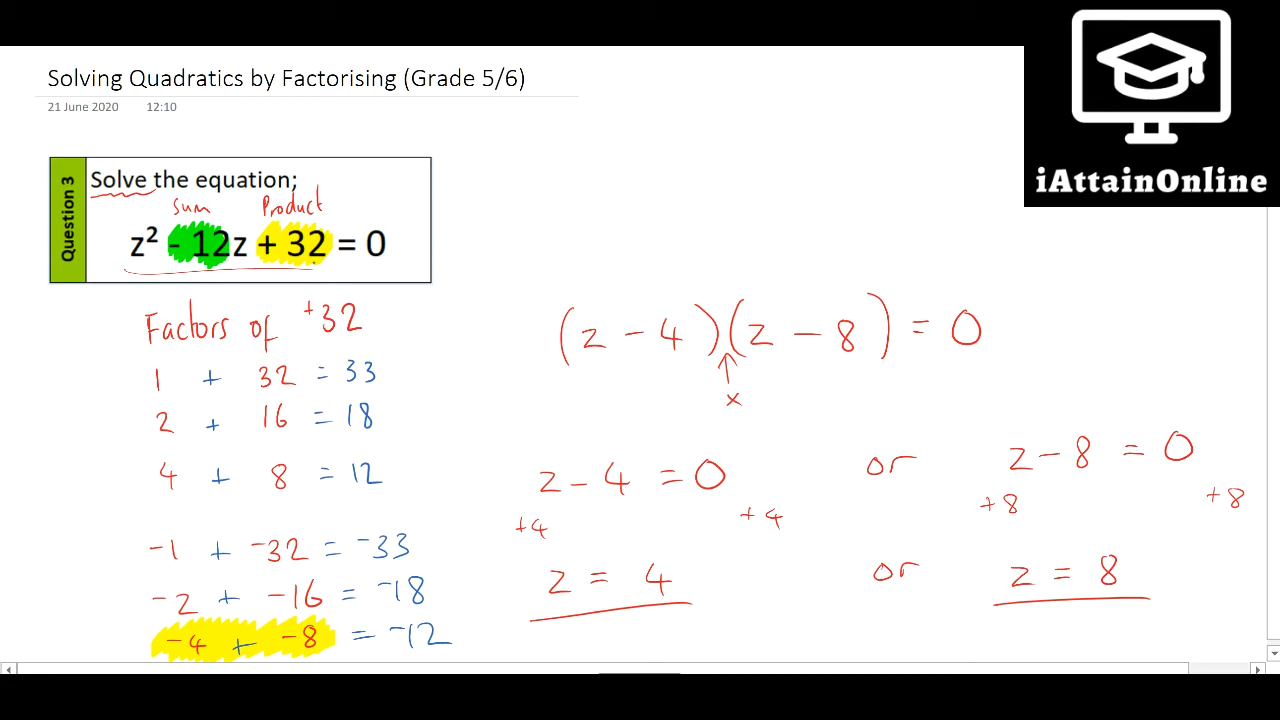 Solving Quadratics by Factorising (Grade 5/6)
21 June 2020 12:10
iAttainOnline
Question 3
Solve the equation;
Sum Product
z² - 12z + 32 = 0
Factors of +32
1 + 32 = 33
2 + 16 = 18
4 + 8 = 12
-1 + -32 = -33
-2 + -16 = -18
-4 + -8 = -12
(z - 4)(z - 8) = 0
x
z - 4 = 0 or z - 8 = 0
+4 +4 +8 +8
z = 4 or z = 8